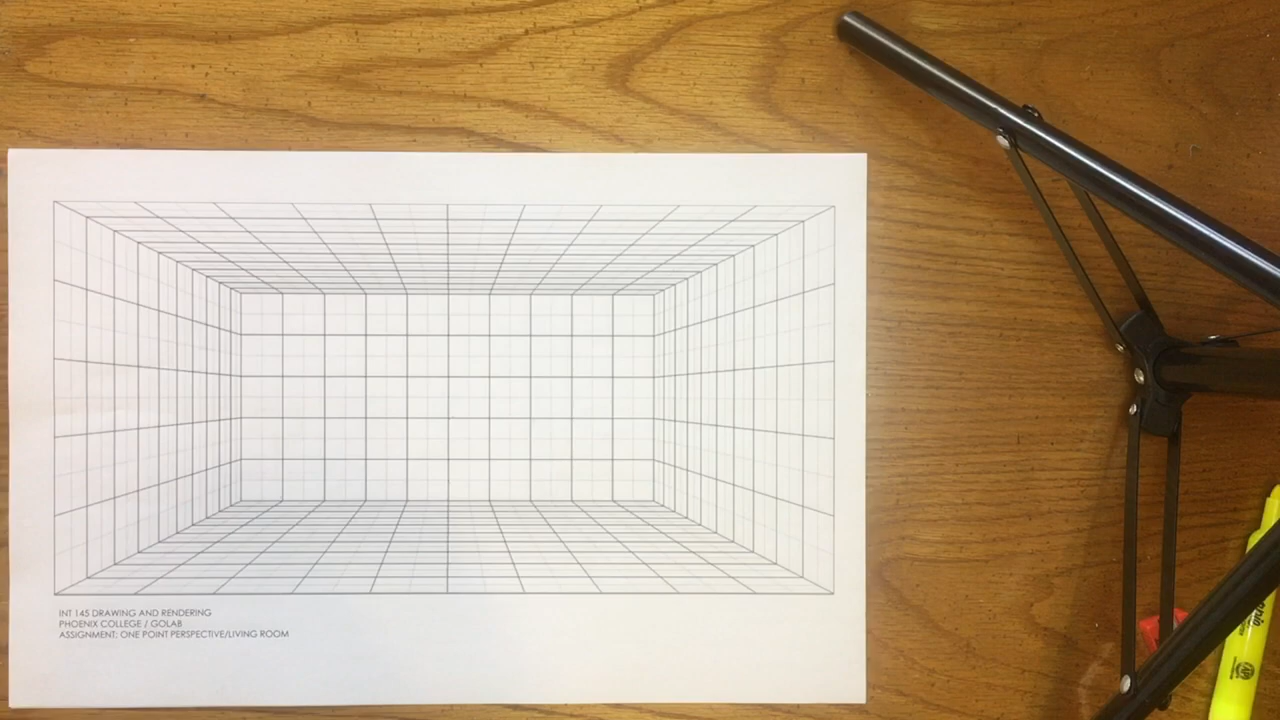 INT 145 DRAWING AND RENDERING
PHOENIX COLLEGE / GOLAB
ASSIGNMENT: ONE POINT PERSPECTIVE/LIVING ROOM